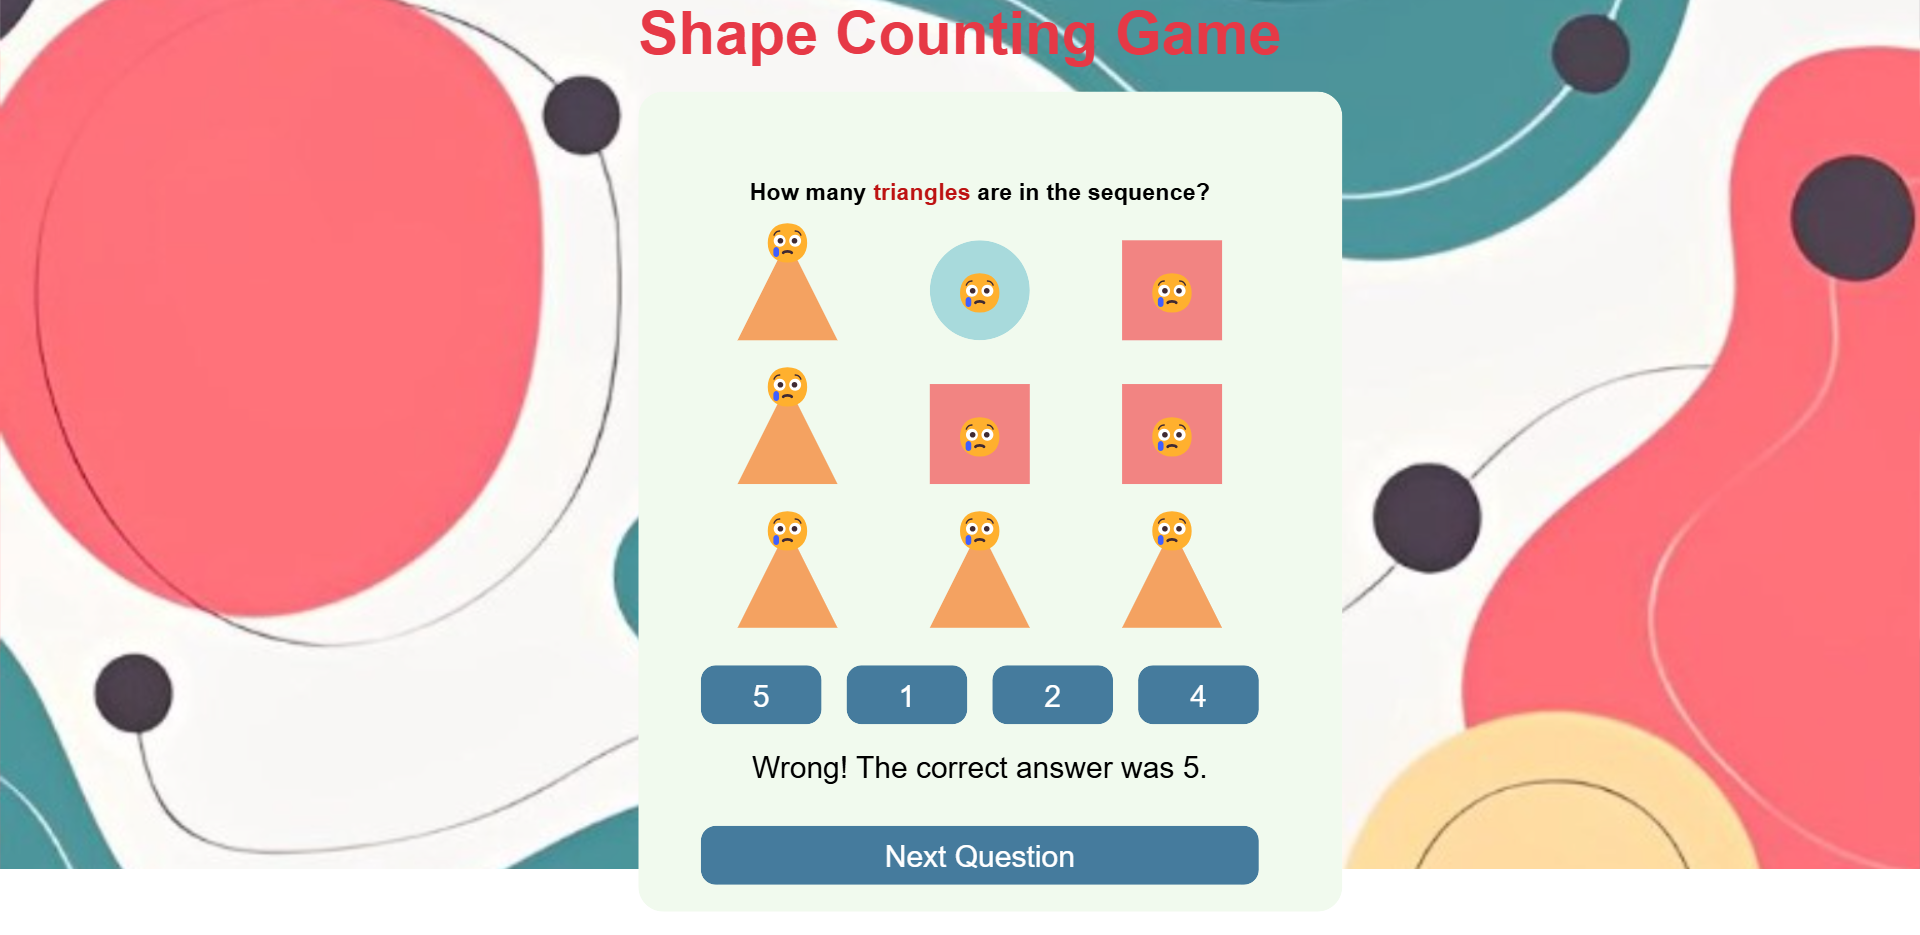 Shape Counting Game
How many triangles are in the sequence?
5 1 2 4
Wrong! The correct answer was 5.
Next Question